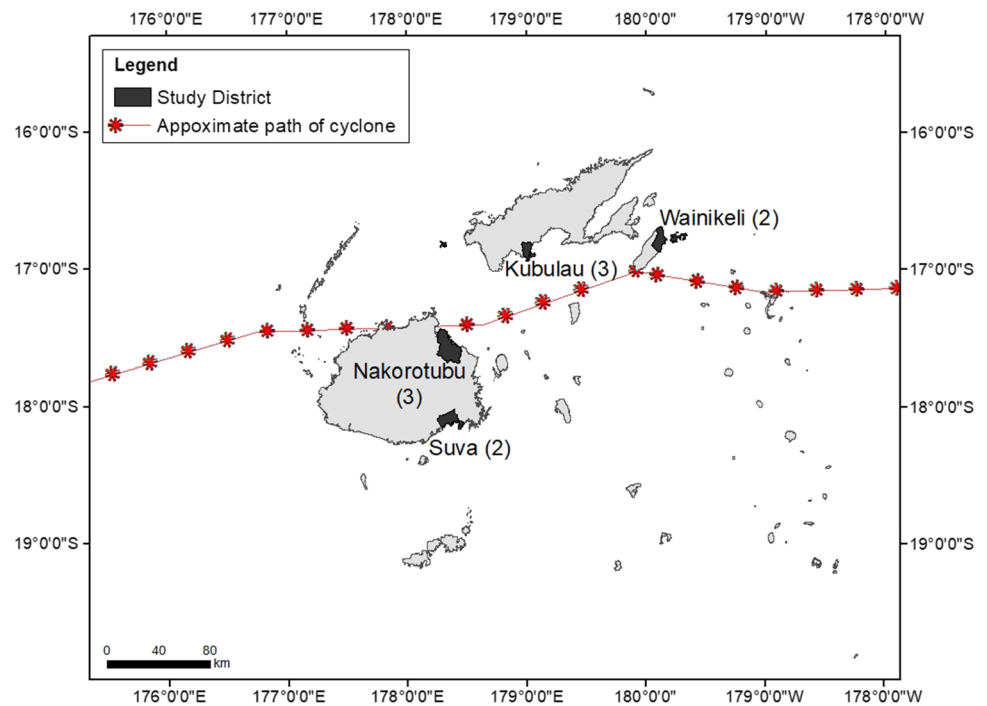 176°0'0"E 177°0'0"E 178°0'0"E 179°0'0"E 180°0'0" 179°0'0"W 178°0'0"W
Legend
Study District
Appoximate path of cyclone
16°0'0"S 16°0'0"S
Wainikeli (2)
17°0'0"S Kubulau (3) 17°0'0"S
Nakorotubu
(3)
18°0'0"S 18°0'0"S
Suva (2)
19°0'0"S 19°0'0"S
0 40 80
km
176°0'0"E 177°0'0"E 178°0'0"E 179°0'0"E 180°0'0" 179°0'0"W 178°0'0"W